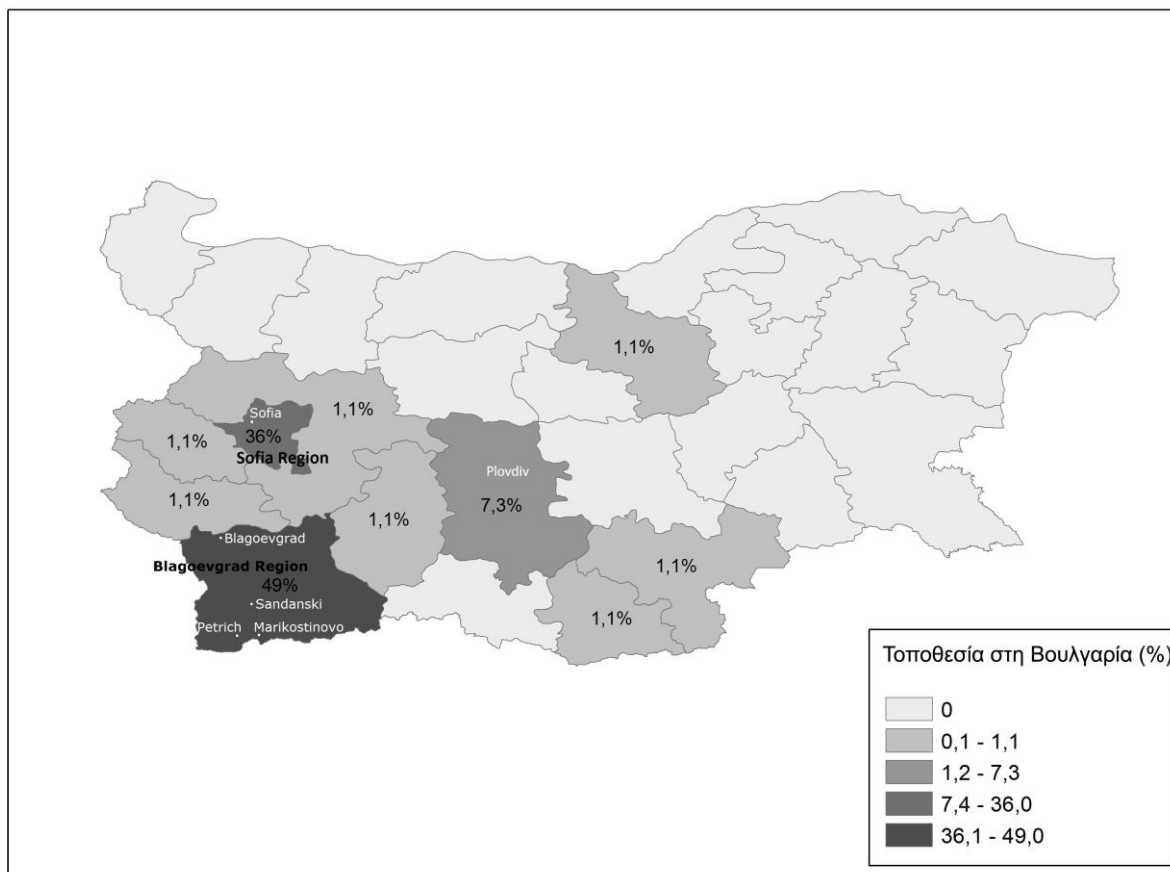 1,1%
Sofia
1,1%
36%
1,1%
Sofia Region
Plovdiv
1,1%
7,3%
1,1%
Blagoevgrad
Blagoevgrad Region
1,1%
49%
Sandanski
1,1%
Petrich
Marikostinovo
Τοποθεσία στη Βουλγαρία (%)
0
0,1 - 1,1
1,2 - 7,3
7,4 - 36,0
36,1 - 49,0